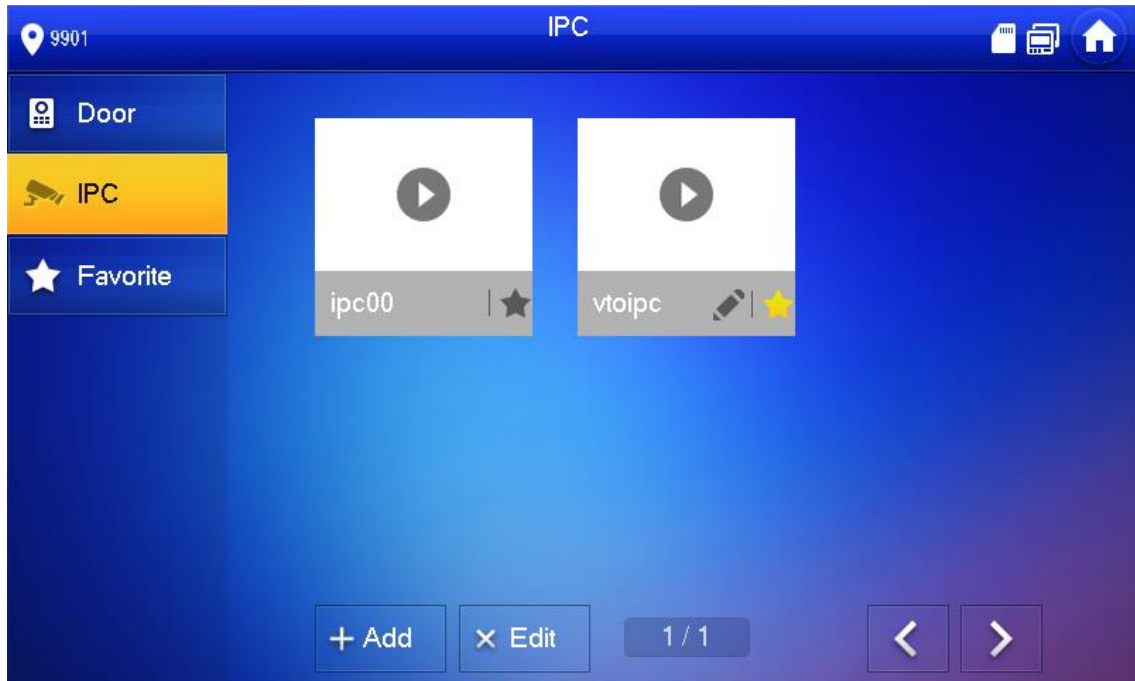 9901
IPC
Door
IPC
Favorite
ipc00
vtoipc
+ Add
× Edit
1 / 1